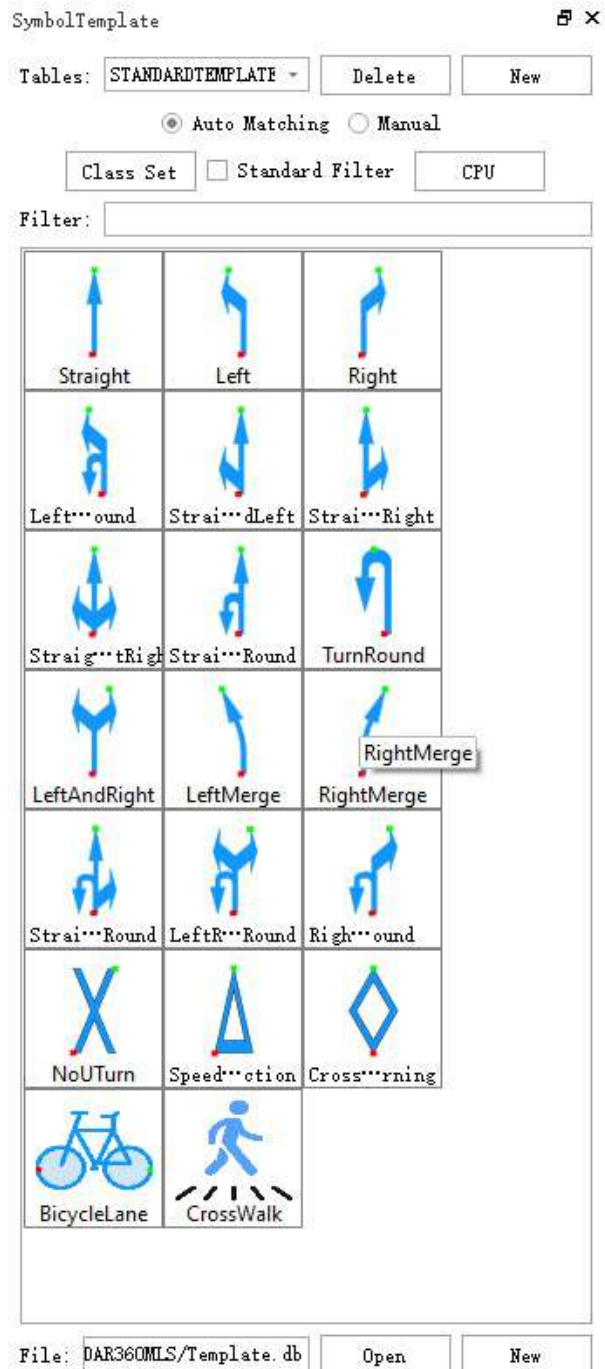 SymbolTemplate
Tables: STANDARDTEMPLATE Delete New
Auto Matching Manual
Class Set Standard Filter CPU
Filter:
Straight Left Right
Left···ound Strai···dLeft Strai···Right
Straig···tRigh Strai···Round TurnRound
RightMerge
LeftAndRight LeftMerge RightMerge
Strai···Round LeftR···Round Righ···ound
NoUTurn Speed···ction Cross···rning
BicycleLane CrossWalk
File: DAR360MLS/Template.db Open New